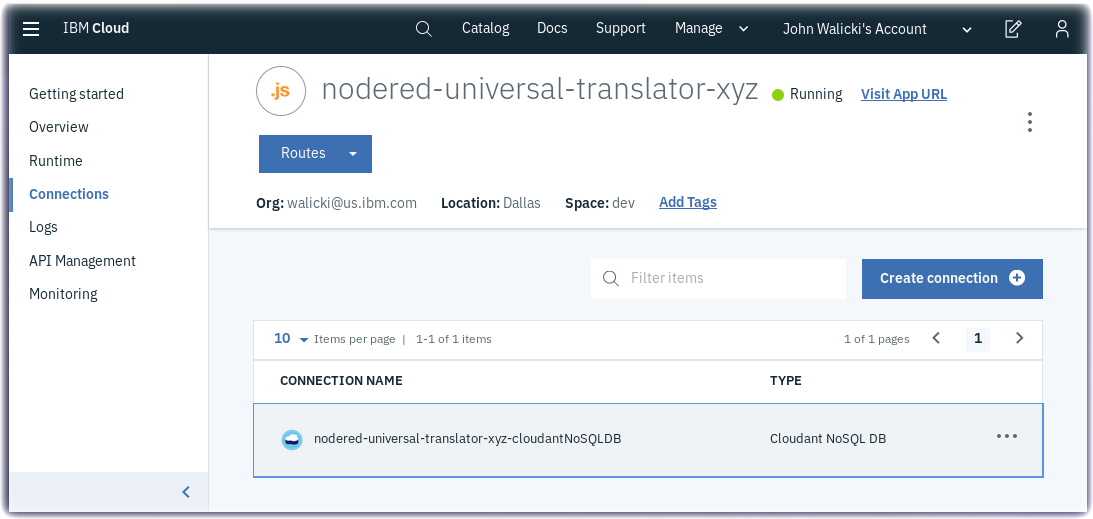 IBM Cloud Catalog Docs Support Manage John Walicki's Account
Getting started
Overview
Runtime
Connections
Logs
API Management
Monitoring
.js nodered-universal-translator-xyz Running Visit App URL
Routes
Org: walicki@us.ibm.com Location: Dallas Space: dev Add Tags
Filter items Create connection
10 Items per page | 1-1 of 1 items 1 of 1 pages 1
CONNECTION NAME TYPE
nodered-universal-translator-xyz-cloudantNoSQLDB Cloudant NoSQL DB